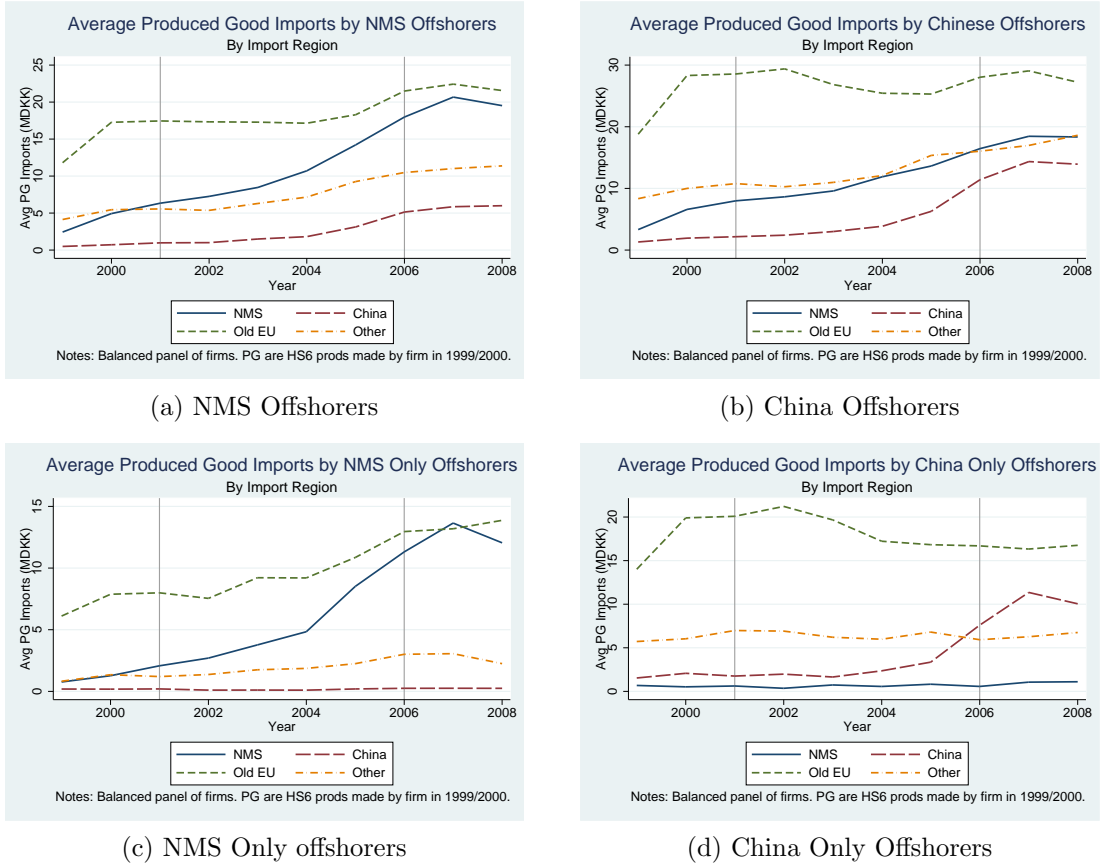 Average Produced Good Imports by NMS Offshorers
By Import Region
Avg PG Imports (MDKK)
25
20
15
10
5
0
2000 2002 2004 2006 2008
Year
NMS China
Old EU Other
Notes: Balanced panel of firms. PG are HS6 prods made by firm in 1999/2000.
(a) NMS Offshorers
Average Produced Good Imports by Chinese Offshorers
By Import Region
Avg PG Imports (MDKK)
30
20
10
0
2000 2002 2004 2006 2008
Year
NMS China
Old EU Other
Notes: Balanced panel of firms. PG are HS6 prods made by firm in 1999/2000.
(b) China Offshorers
Average Produced Good Imports by NMS Only Offshorers
By Import Region
Avg PG Imports (MDKK)
15
10
5
0
2000 2002 2004 2006 2008
Year
NMS China
Old EU Other
Notes: Balanced panel of firms. PG are HS6 prods made by firm in 1999/2000.
(c) NMS Only offshorers
Average Produced Good Imports by China Only Offshorers
By Import Region
Avg PG Imports (MDKK)
20
15
10
5
0
2000 2002 2004 2006 2008
Year
NMS China
Old EU Other
Notes: Balanced panel of firms. PG are HS6 prods made by firm in 1999/2000.
(d) China Only Offshorers